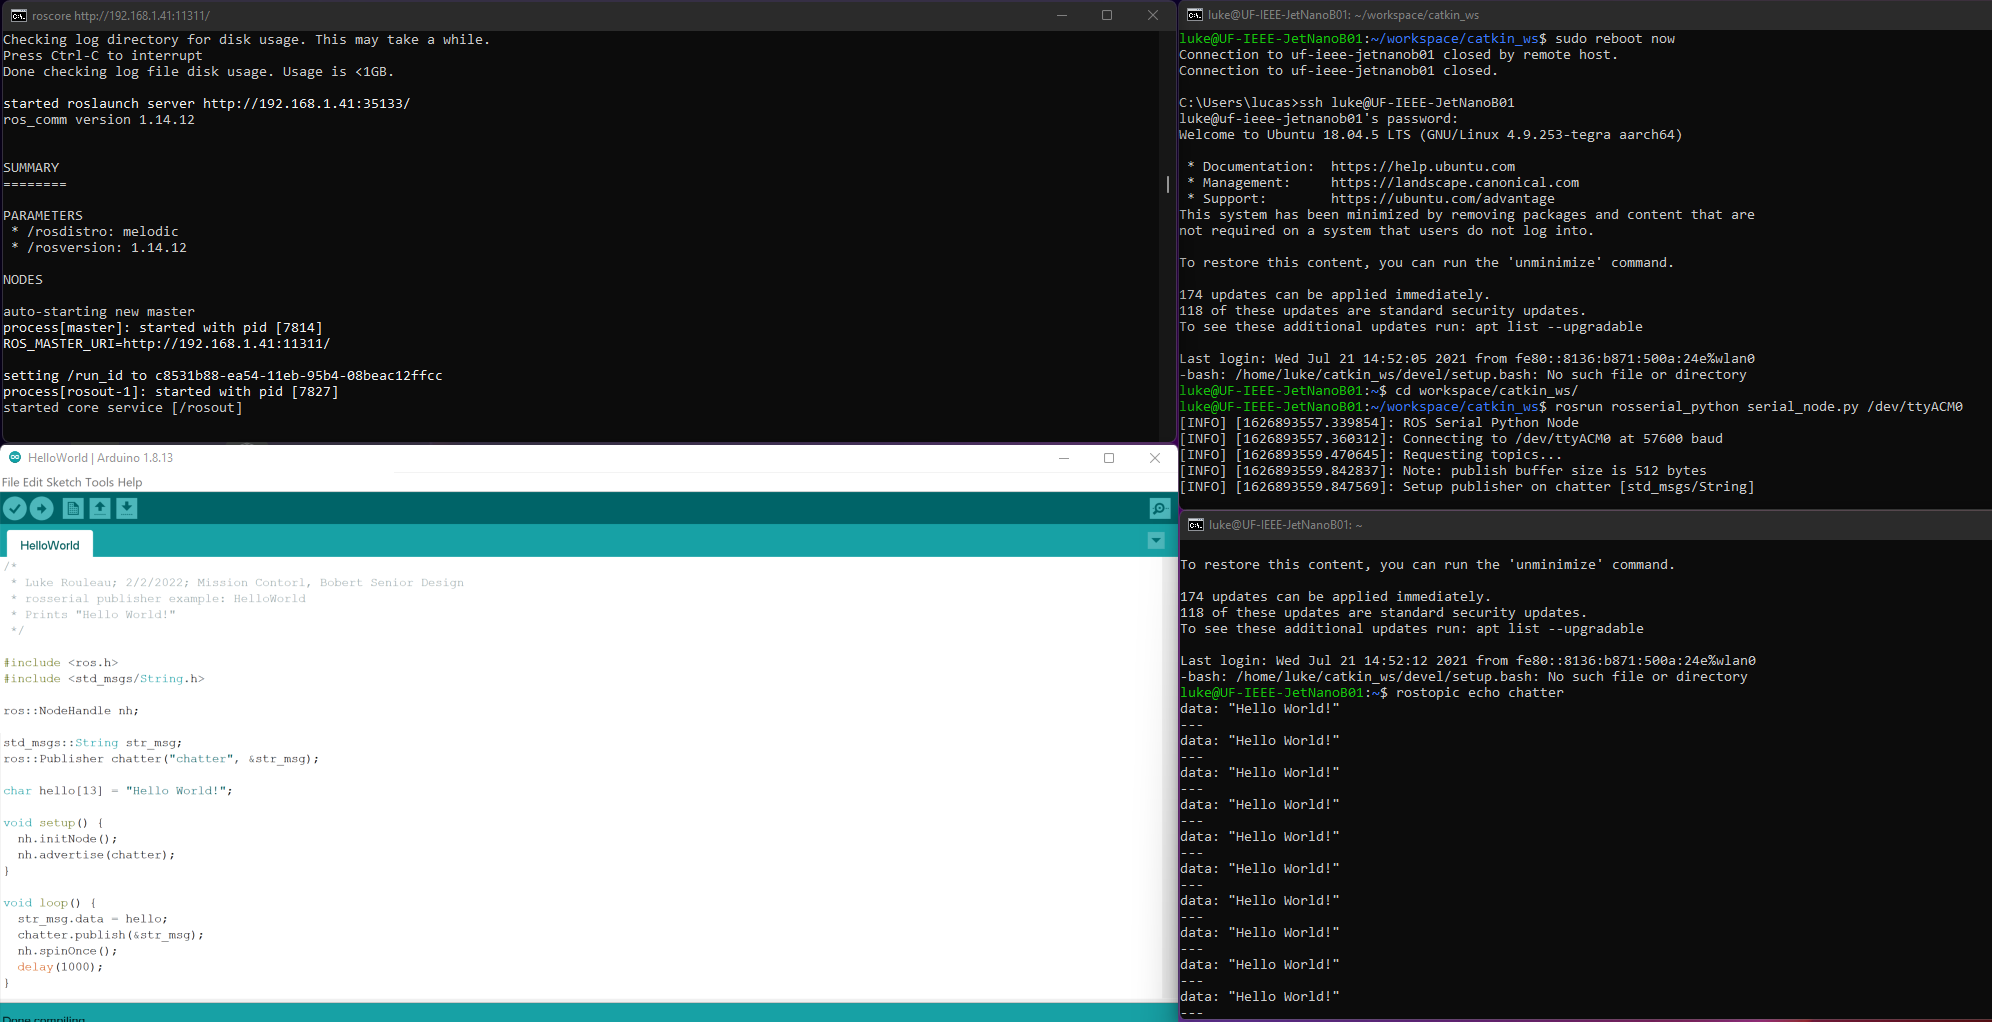 roscore http://192.168.1.41:11311/
Checking log directory for disk usage. This may take a while.
Press Ctrl-C to interrupt
Done checking log file disk usage. Usage is <1GB.
started roslaunch server http://192.168.1.41:35133/
ros_comm version 1.14.12
SUMMARY
========
PARAMETERS
 * /rosdistro: melodic
 * /rosversion: 1.14.12
NODES
auto-starting new master
process[master]: started with pid [7814]
ROS_MASTER_URI=http://192.168.1.41:11311/
setting /run_id to c8531b88-ea54-11eb-95b4-08beac12ffcc
process[rosout-1]: started with pid [7827]
started core service [/rosout]
HelloWorld | Arduino 1.8.13
File Edit Sketch Tools Help
HelloWorld
/*
 * Luke Rouleau; 2/2/2022; Mission Contorl, Bobert Senior Design
 * rosserial publisher example: HelloWorld
 * Prints "Hello World!"
 */
#include <ros.h>
#include <std_msgs/String.h>
ros::NodeHandle nh;
std_msgs::String str_msg;
ros::Publisher chatter("chatter", &str_msg);
char hello[13] = "Hello World!";
void setup() {
  nh.initNode();
  nh.advertise(chatter);
}
void loop() {
  str_msg.data = hello;
  chatter.publish(&str_msg);
  nh.spinOnce();
  delay(1000);
}
Done compiling
luke@UF-IEEE-JetNanoB01: ~/workspace/catkin_ws
luke@UF-IEEE-JetNanoB01:~/workspace/catkin_ws$ sudo reboot now
Connection to uf-ieee-jetnanob01 closed by remote host.
Connection to uf-ieee-jetnanob01 closed.
C:\Users\lucas>ssh luke@UF-IEEE-JetNanoB01
luke@uf-ieee-jetnanob01's password:
Welcome to Ubuntu 18.04.5 LTS (GNU/Linux 4.9.253-tegra aarch64)
 * Documentation:  https://help.ubuntu.com
 * Management:     https://landscape.canonical.com
 * Support:        https://ubuntu.com/advantage
This system has been minimized by removing packages and content that are
not required on a system that users do not log into.
To restore this content, you can run the 'unminimize' command.
174 updates can be applied immediately.
118 of these updates are standard security updates.
To see these additional updates run: apt list --upgradable
Last login: Wed Jul 21 14:52:05 2021 from fe80::8136:b871:500a:24e%wlan0
-bash: /home/luke/catkin_ws/devel/setup.bash: No such file or directory
luke@UF-IEEE-JetNanoB01:~$ cd workspace/catkin_ws/
luke@UF-IEEE-JetNanoB01:~/workspace/catkin_ws$ rosrun rosserial_python serial_node.py /dev/ttyACM0
[INFO] [1626893557.339854]: ROS Serial Python Node
[INFO] [1626893557.360312]: Connecting to /dev/ttyACM0 at 57600 baud
[INFO] [1626893559.470645]: Requesting topics...
[INFO] [1626893559.842837]: Note: publish buffer size is 512 bytes
[INFO] [1626893559.847569]: Setup publisher on chatter [std_msgs/String]
luke@UF-IEEE-JetNanoB01: ~
To restore this content, you can run the 'unminimize' command.
174 updates can be applied immediately.
118 of these updates are standard security updates.
To see these additional updates run: apt list --upgradable
Last login: Wed Jul 21 14:52:12 2021 from fe80::8136:b871:500a:24e%wlan0
-bash: /home/luke/catkin_ws/devel/setup.bash: No such file or directory
luke@UF-IEEE-JetNanoB01:~$ rostopic echo chatter
data: "Hello World!"
---
data: "Hello World!"
---
data: "Hello World!"
---
data: "Hello World!"
---
data: "Hello World!"
---
data: "Hello World!"
---
data: "Hello World!"
---
data: "Hello World!"
---
data: "Hello World!"
---
data: "Hello World!"
---